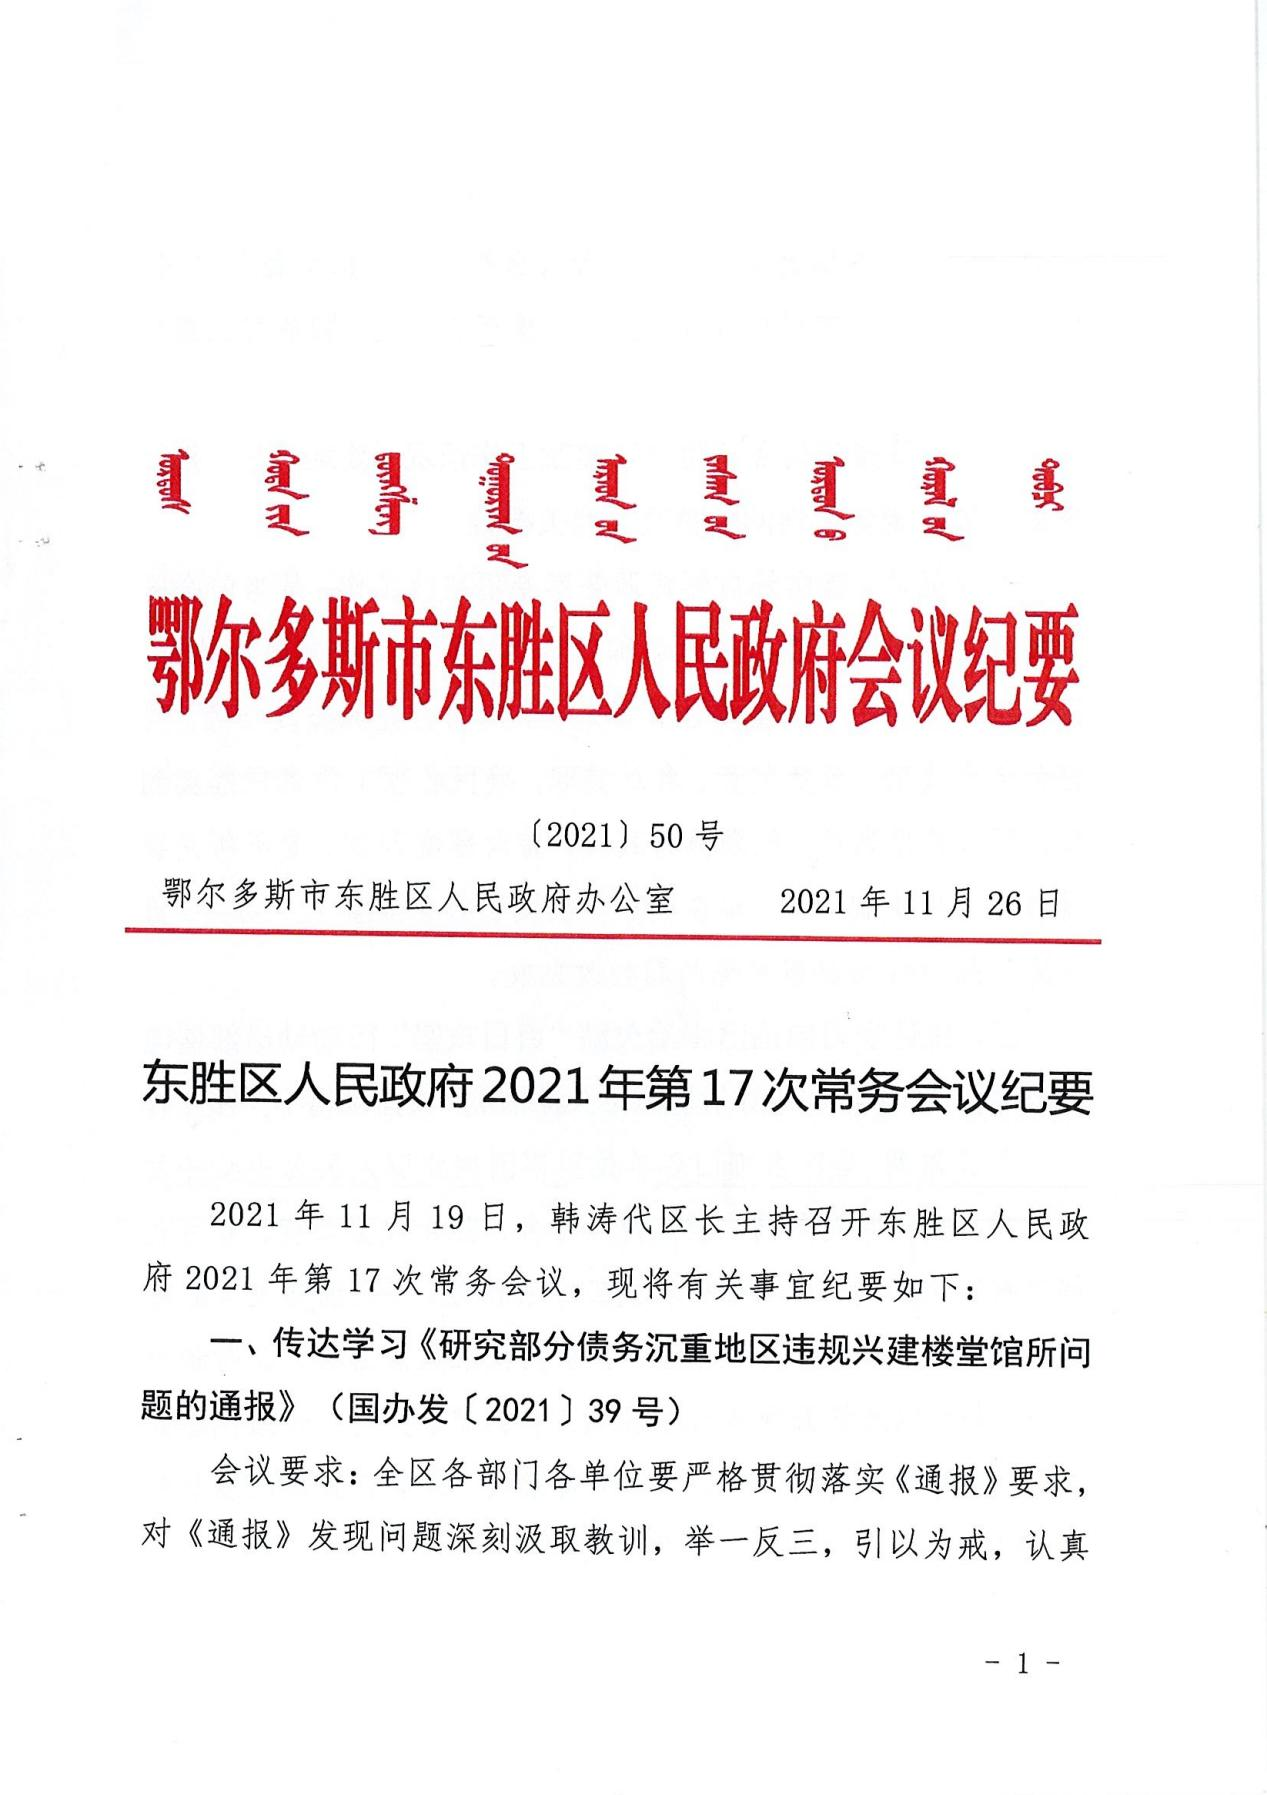 鄂尔多斯市东胜区人民政府会议纪要
〔2021〕50号
鄂尔多斯市东胜区人民政府办公室 2021年11月26日
东胜区人民政府2021年第17次常务会议纪要
2021年11月19日，韩涛代区长主持召开东胜区人民政
府2021年第17次常务会议，现将有关事宜纪要如下：
一、传达学习《研究部分债务沉重地区违规兴建楼堂馆所问
题的通报》（国办发〔2021〕39号）
会议要求：全区各部门各单位要严格贯彻落实《通报》要求，
对《通报》发现问题深刻汲取教训，举一反三，引以为戒，认真
- 1 -